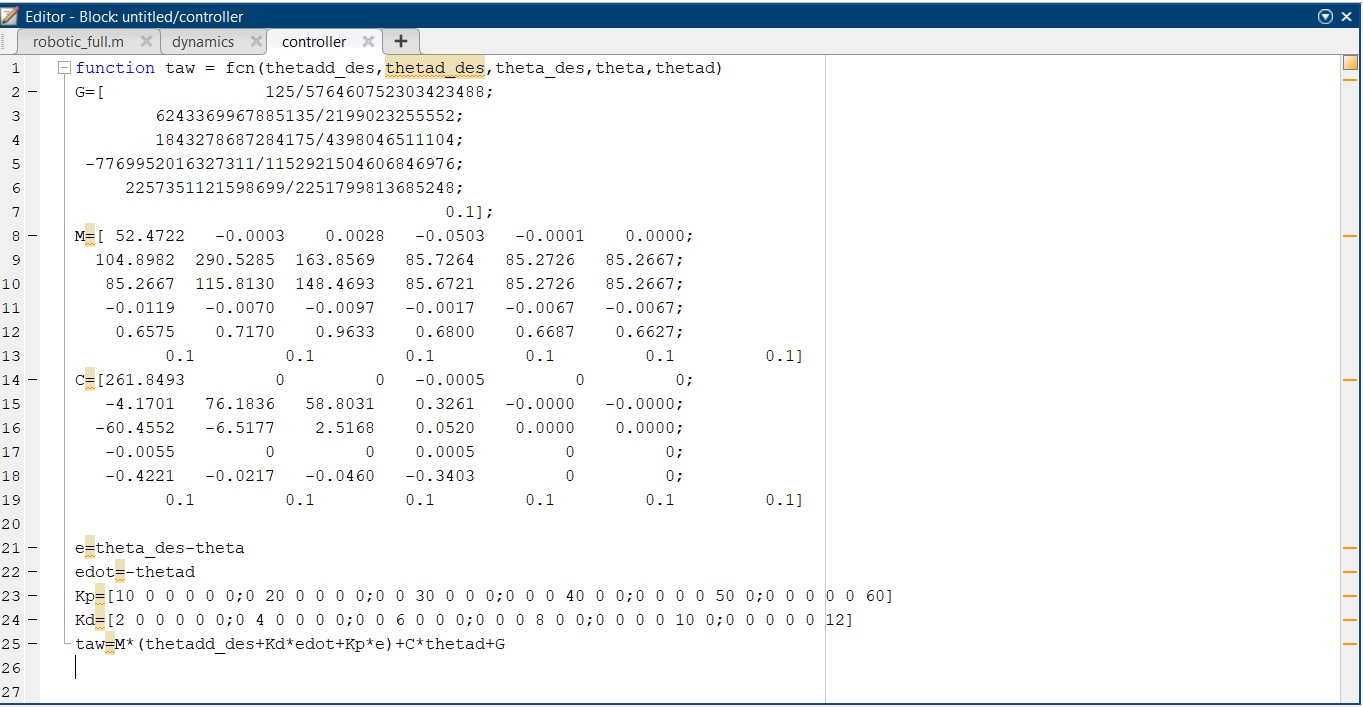 Editor - Block: untitled/controller
robotic_full.m dynamics controller
1 function taw = fcn(thetadd_des,thetad_des,theta_des,theta,thetad)
2 G=[ 125/576460752303423488;
3 6243369967885135/2199023255552;
4 1843278687284175/4398046511104;
5 -7769952016327311/1152921504606846976;
6 2257351121598699/2251799813685248;
7 0.1];
8 M=[ 52.4722 -0.0003 0.0028 -0.0503 -0.0001 0.0000;
9 104.8982 290.5285 163.8569 85.7264 85.2726 85.2667;
10 85.2667 115.8130 148.4693 85.6721 85.2726 85.2667;
11 -0.0119 -0.0070 -0.0097 -0.0017 -0.0067 -0.0067;
12 0.6575 0.7170 0.9633 0.6800 0.6687 0.6627;
13 0.1 0.1 0.1 0.1 0.1 0.1]
14 C=[261.8493 0 0 -0.0005 0 0;
15 -4.1701 76.1836 58.8031 0.3261 -0.0000 -0.0000;
16 -60.4552 -6.5177 2.5168 0.0520 0.0000 0.0000;
17 -0.0055 0 0 0.0005 0 0;
18 -0.4221 -0.0217 -0.0460 -0.3403 0 0;
19 0.1 0.1 0.1 0.1 0.1 0.1]
20
21 e=theta_des-theta
22 edot=-thetad
23 Kp=[10 0 0 0 0 0;0 20 0 0 0 0;0 0 30 0 0 0;0 0 0 40 0 0;0 0 0 0 50 0;0 0 0 0 0 60]
24 Kd=[2 0 0 0 0 0;0 4 0 0 0 0;0 0 6 0 0 0;0 0 0 8 0 0;0 0 0 0 10 0;0 0 0 0 0 12]
25 taw=M*(thetadd_des+Kd*edot+Kp*e)+C*thetad+G
26
27